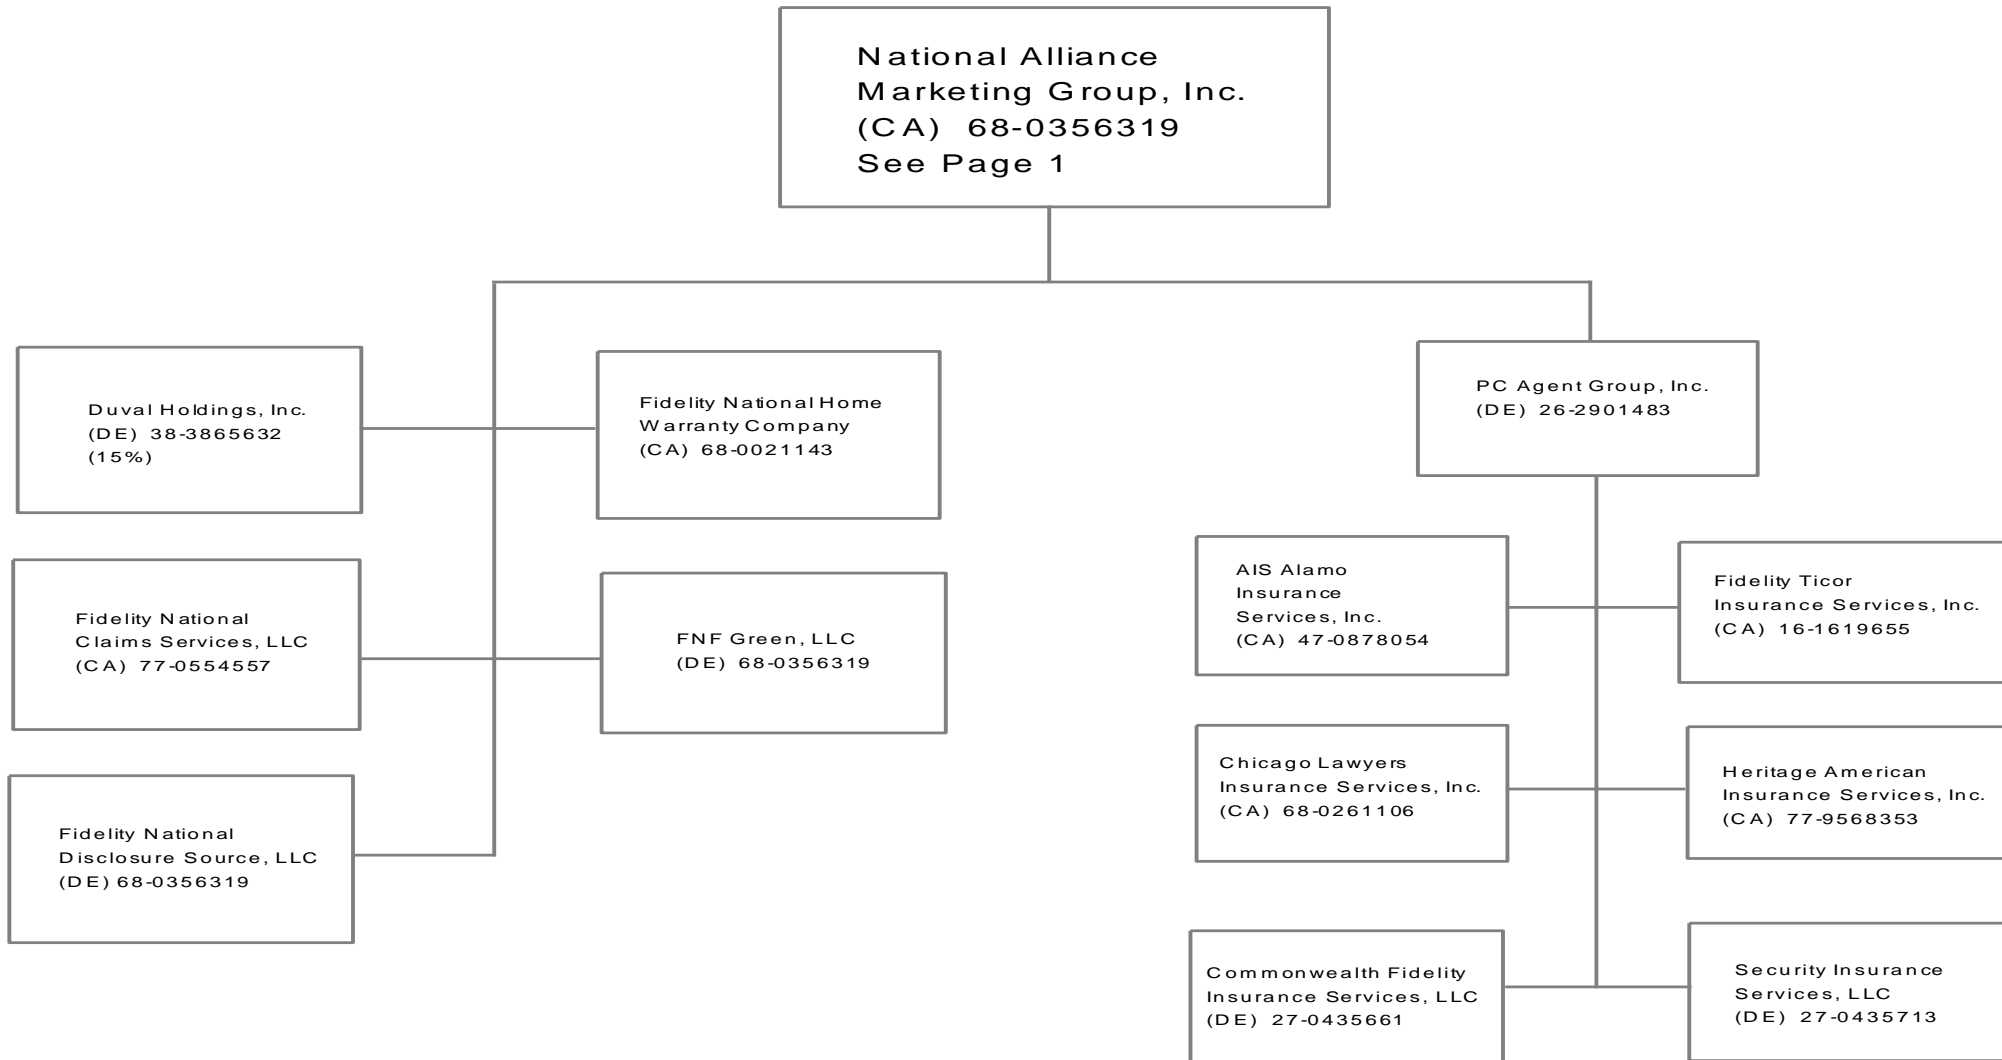 National Alliance
Marketing Group, Inc.
(CA) 68-0356319
See Page 1
Duval Holdings, Inc.
(DE) 38-3865632
(15%)
Fidelity National Home
Warranty Company
(CA) 68-0021143
PC Agent Group, Inc.
(DE) 26-2901483
Fidelity National
Claims Services, LLC
(CA) 77-0554557
FNF Green, LLC
(DE) 68-0356319
AIS Alamo
Insurance
Services, Inc.
(CA) 47-0878054
Fidelity Ticor
Insurance Services, Inc.
(CA) 16-1619655
Fidelity National
Disclosure Source, LLC
(DE) 68-0356319
Chicago Lawyers
Insurance Services, Inc.
(CA) 68-0261106
Heritage American
Insurance Services, Inc.
(CA) 77-9568353
Commonwealth Fidelity
Insurance Services, LLC
(DE) 27-0435661
Security Insurance
Services, LLC
(DE) 27-0435713